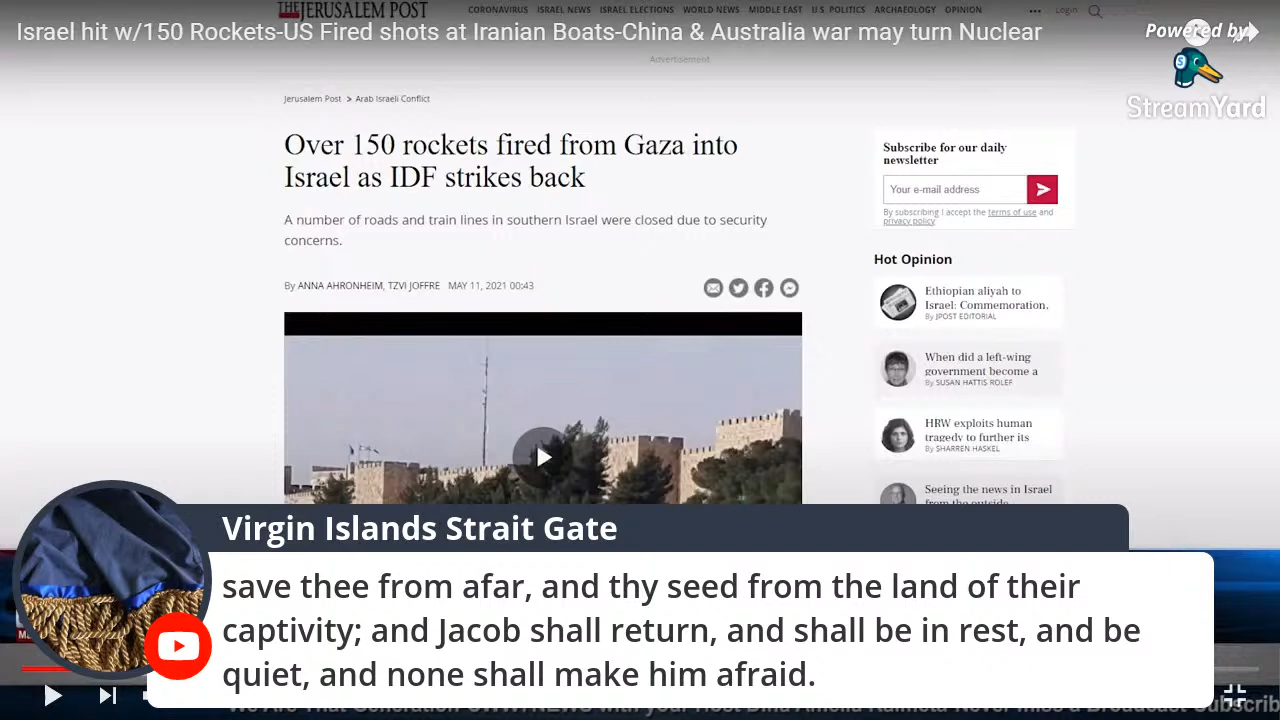 THE JERUSALEM POST
CORONAVIRUS ISRAEL NEWS ISRAEL ELECTIONS WORLD NEWS MIDDLE EAST U.S. POLITICS ARCHAEOLOGY OPINION ••• Login
Israel hit w/150 Rockets-US Fired shots at Iranian Boats-China & Australia war may turn Nuclear
Powered by
StreamYard
Advertisement
Jerusalem Post > Arab Israeli Conflict
Over 150 rockets fired from Gaza into
Israel as IDF strikes back
A number of roads and train lines in southern Israel were closed due to security
concerns.
By ANNA AHRONHEIM, TZVI JOFFRE MAY 11, 2021 00:43
Subscribe for our daily
newsletter
Your e-mail address
By subscribing I accept the terms of use and
privacy policy
Hot Opinion
Ethiopian aliyah to
Israel: Commemoration,
By JPOST EDITORIAL
When did a left-wing
government become a
By SUSAN HATTIS ROLEF
HRW exploits human
tragedy to further its
By SHARREN HASKEL
Seeing the news in Israel
from the outside
Virgin Islands Strait Gate
save thee from afar, and thy seed from the land of their
captivity; and Jacob shall return, and shall be in rest, and be
quiet, and none shall make him afraid.